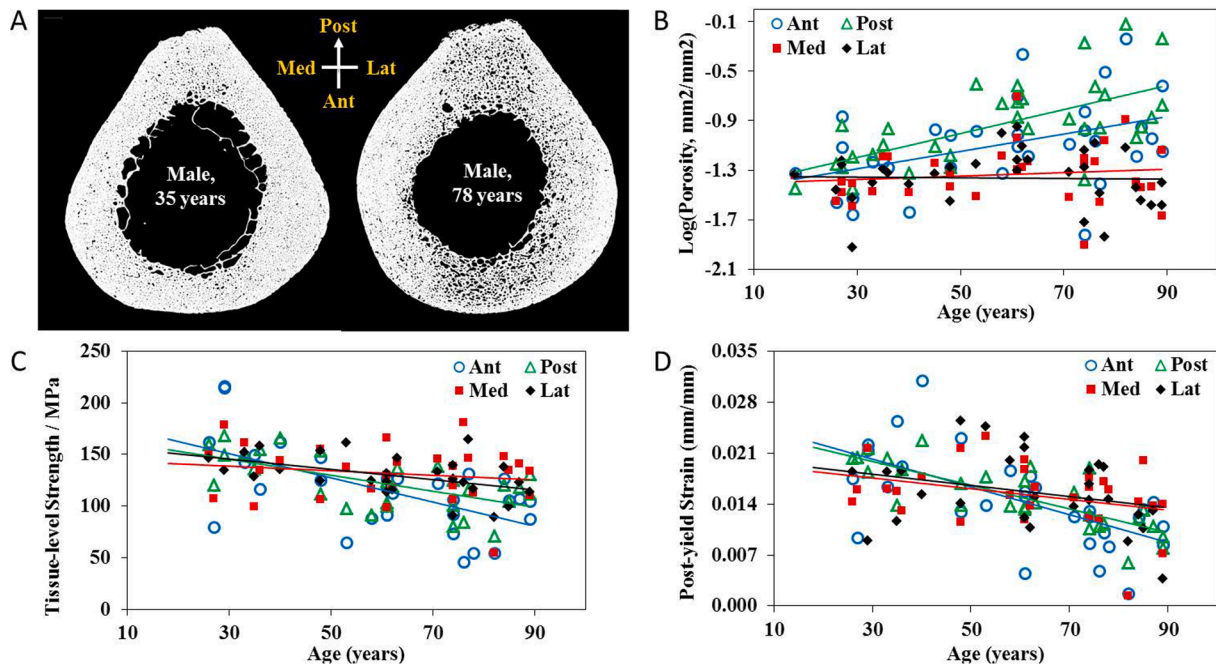 A
Post
Med Lat
Ant
Male,
35 years
Male,
78 years
B
Ant Post
Med Lat
-0.1
-0.5
-0.9
-1.3
-1.7
-2.1
Log(Porosity, mm2/mm2)
10 30 50 70 90
Age (years)
C
Ant Post
Med Lat
250
200
150
100
50
0
Tissue-level Strength / MPa
10 30 50 70 90
Age (years)
D
Ant Post
Med Lat
0.035
0.028
0.021
0.014
0.007
0.000
Post-yield Strain (mm/mm)
10 30 50 70 90
Age (years)